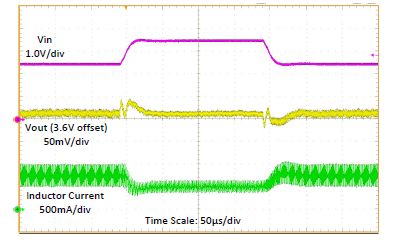 Vin
1.0V/div
Vout (3.6V offset)
50mV/div
Inductor Current
500mA/div
Time Scale: 50µs/div